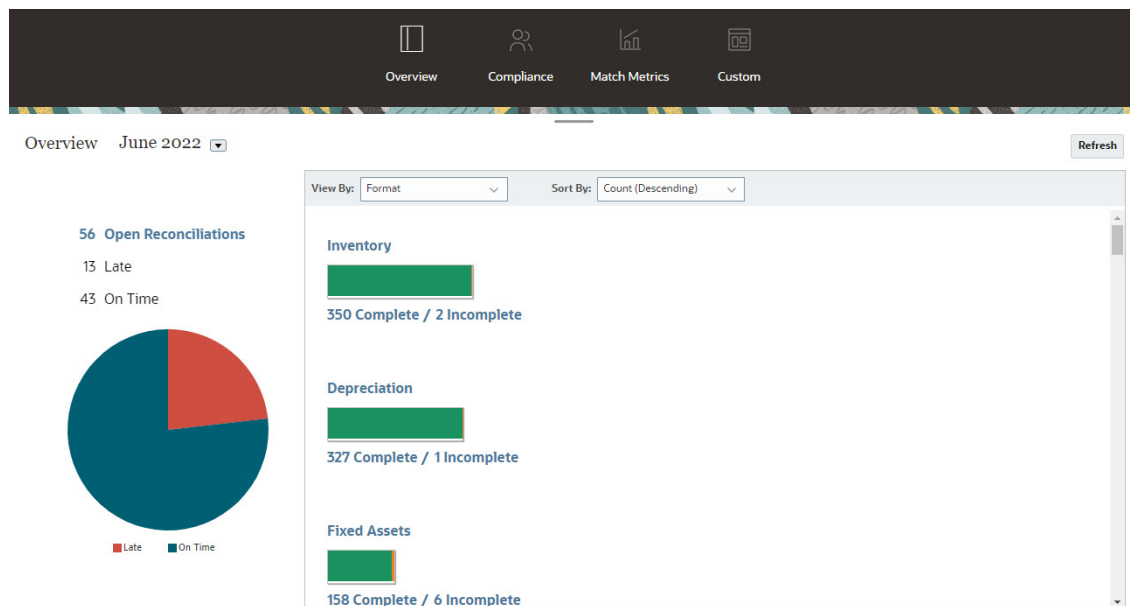 Overview Compliance Match Metrics Custom
Overview June 2022
Refresh
View By: Format Sort By: Count (Descending)
56 Open Reconciliations
13 Late
43 On Time
Late On Time
Inventory
350 Complete / 2 Incomplete
Depreciation
327 Complete / 1 Incomplete
Fixed Assets
158 Complete / 6 Incomplete